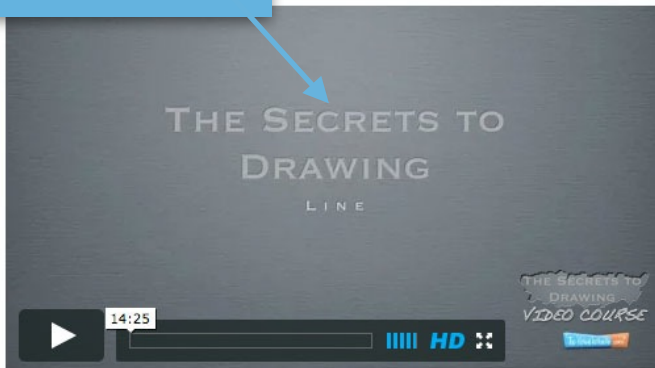 THE SECRETS TO
DRAWING
LINE
THE SECRETS TO
DRAWING
VIDEO COURSE
14:25
HD